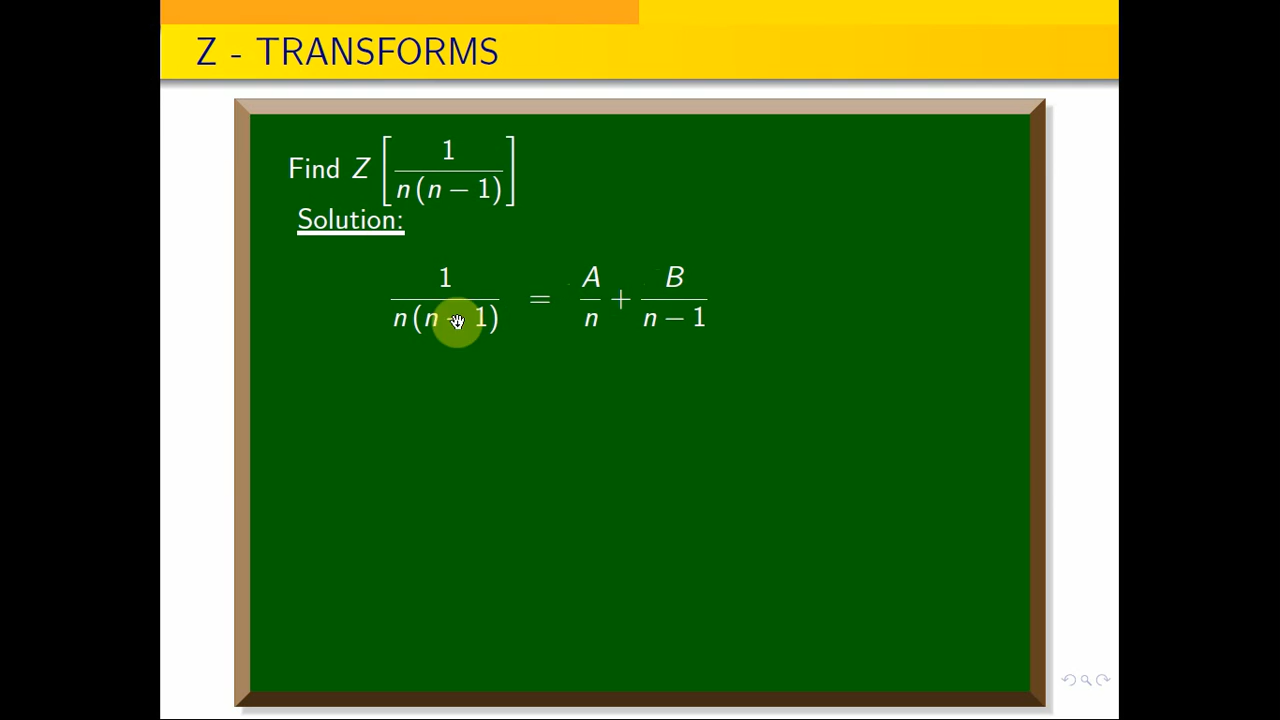 Z - TRANSFORMS
Find Z [ 1 / n (n − 1) ]
Solution:
1 / n (n − 1) = A / n + B / n − 1